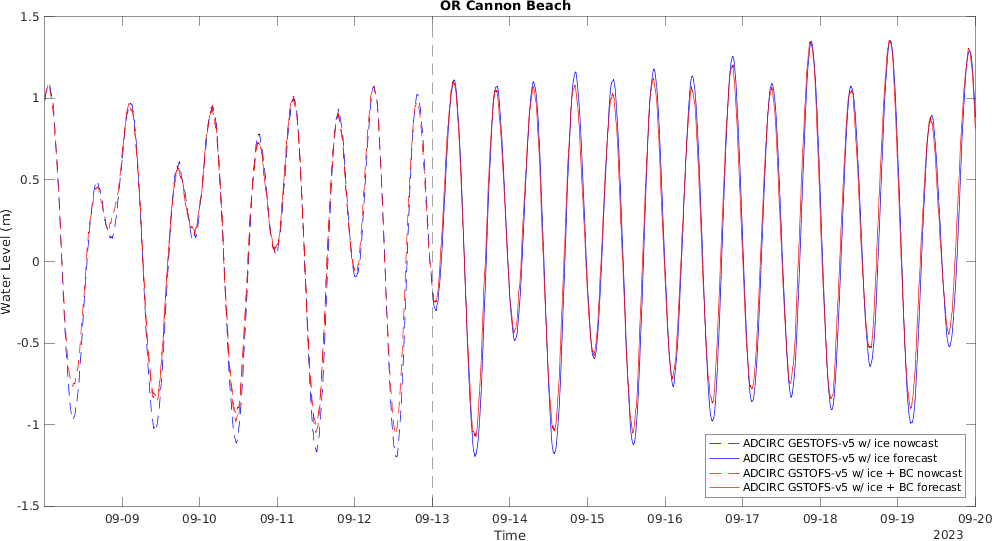 OR Cannon Beach
1.5
1
0.5
0
-0.5
-1
-1.5
Water Level (m)
ADCIRC GESTOFS-v5 w/ ice nowcast
ADCIRC GESTOFS-v5 w/ ice forecast
ADCIRC GSTOFS-v5 w/ ice + BC nowcast
ADCIRC GSTOFS-v5 w/ ice + BC forecast
09-09 09-10 09-11 09-12 09-13 09-14 09-15 09-16 09-17 09-18 09-19 09-20
Time
2023